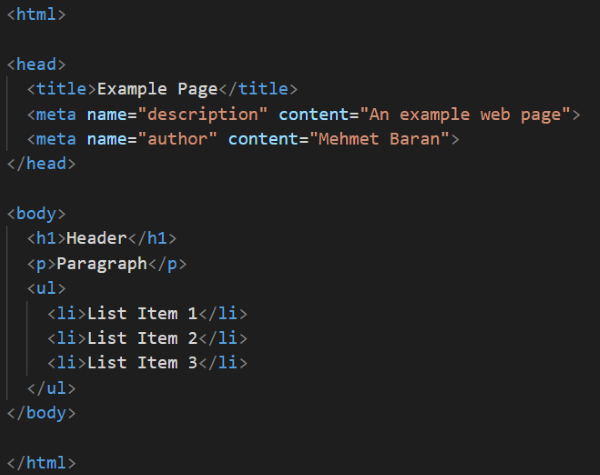 <html>
<head>
<title>Example Page</title>
<meta name="description" content="An example web page">
<meta name="author" content="Mehmet Baran">
</head>
<body>
<h1>Header</h1>
<p>Paragraph</p>
<ul>
<li>List Item 1</li>
<li>List Item 2</li>
<li>List Item 3</li>
</ul>
</body>
</html>